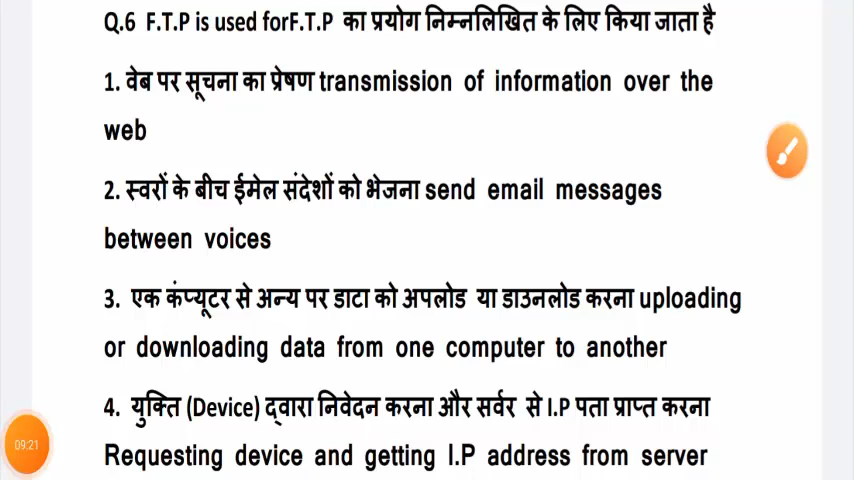 Q.6 F.T.P is used forF.T.P का प्रयोग निम्नलिखित के लिए किया जाता है
1. वेब पर सूचना का प्रेषण transmission of information over the
web
2. स्वरों के बीच ईमेल संदेशों को भेजना send email messages
between voices
3. एक कंप्यूटर से अन्य पर डाटा को अपलोड या डाउनलोड करना uploading
or downloading data from one computer to another
4. युक्ति (Device) द्वारा निवेदन करना और सर्वर से I.P पता प्राप्त करना
Requesting device and getting I.P address from server
09:21